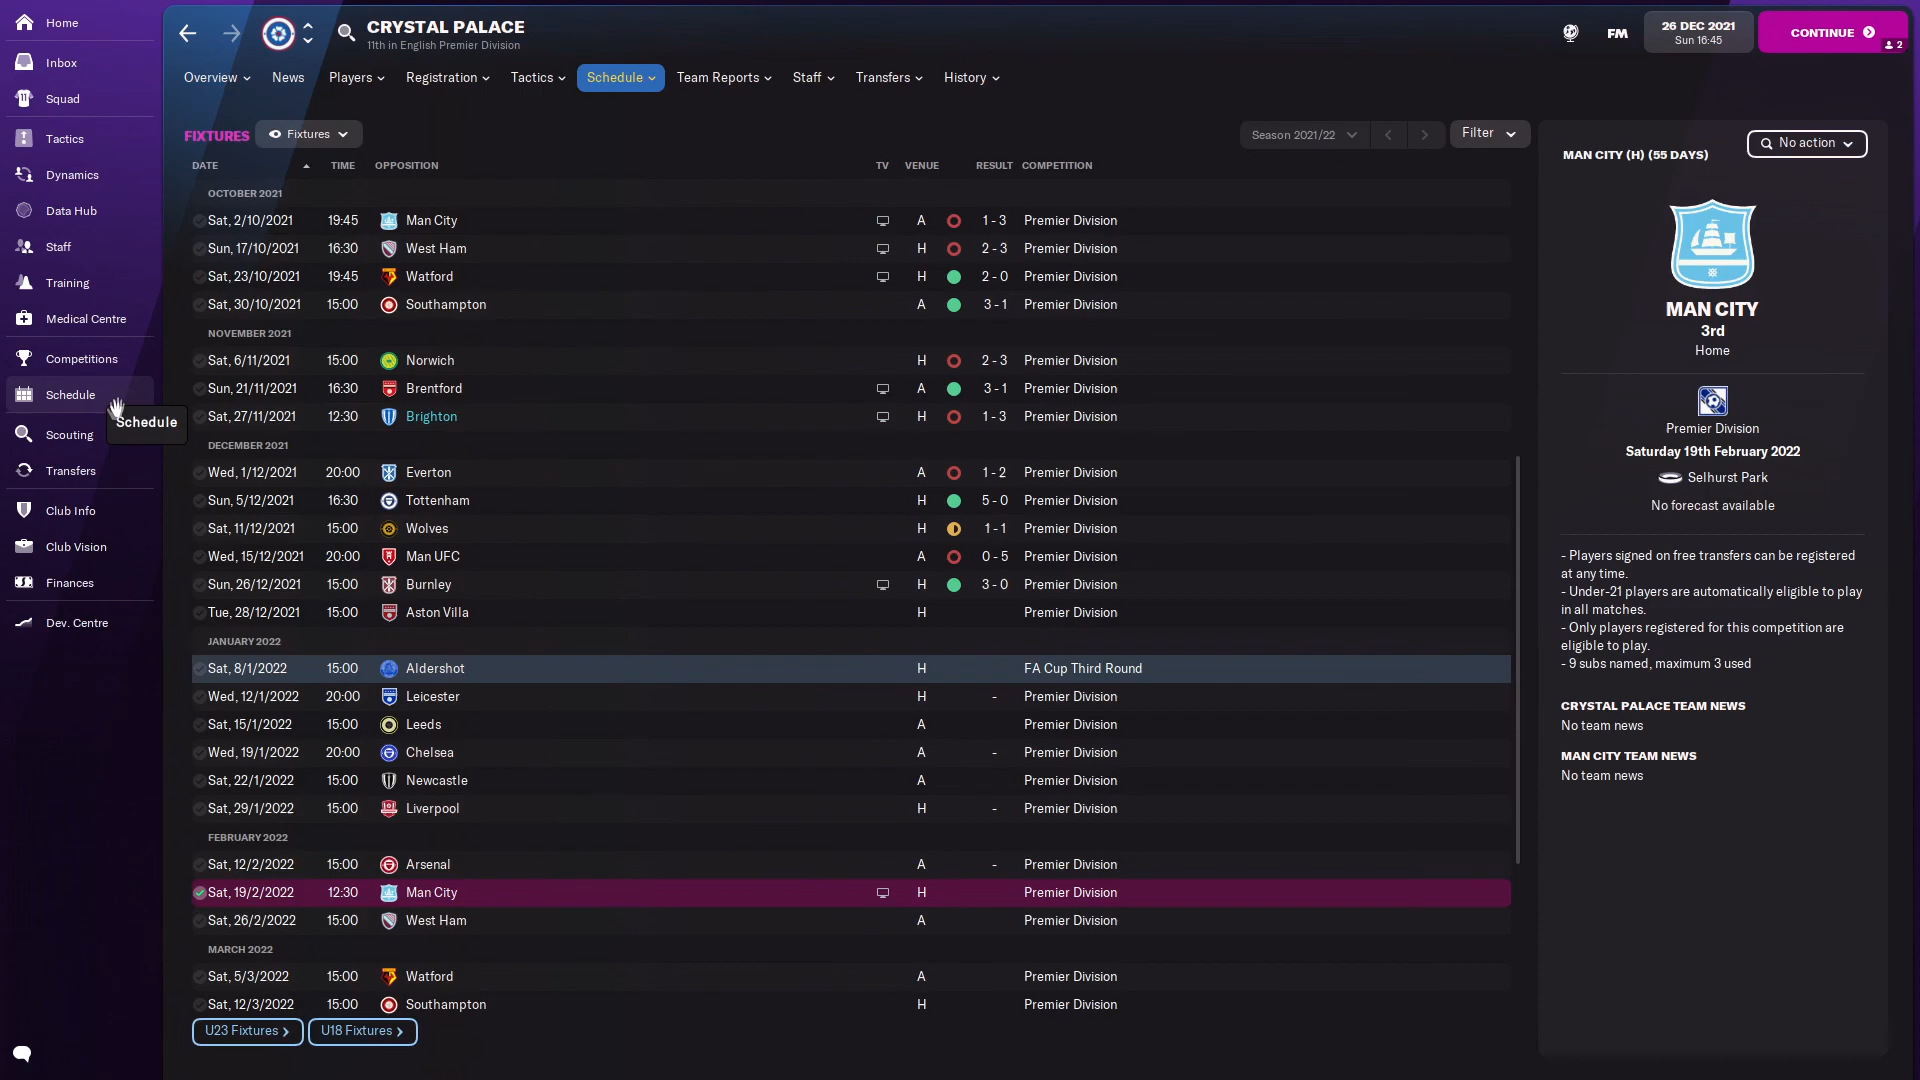 Home
Inbox
Squad
Tactics
Dynamics
Data Hub
Staff
Training
Medical Centre
Competitions
Schedule
Schedule
Scouting
Transfers
Club Info
Club Vision
Finances
Dev. Centre
CRYSTAL PALACE
11th in English Premier Division
FM
26 DEC 2021
Sun 16:45
CONTINUE
2
Overview News Players Registration Tactics Schedule Team Reports Staff Transfers History
FIXTURES Fixtures Season 2021/22 Filter
DATE TIME OPPOSITION TV VENUE RESULT COMPETITION
OCTOBER 2021
Sat, 2/10/2021 19:45 Man City A 1 - 3 Premier Division
Sun, 17/10/2021 16:30 West Ham H 2 - 3 Premier Division
Sat, 23/10/2021 19:45 Watford H 2 - 0 Premier Division
Sat, 30/10/2021 15:00 Southampton A 3 - 1 Premier Division
NOVEMBER 2021
Sat, 6/11/2021 15:00 Norwich H 2 - 3 Premier Division
Sun, 21/11/2021 16:30 Brentford A 3 - 1 Premier Division
Sat, 27/11/2021 12:30 Brighton H 1 - 3 Premier Division
DECEMBER 2021
Wed, 1/12/2021 20:00 Everton A 1 - 2 Premier Division
Sun, 5/12/2021 16:30 Tottenham H 5 - 0 Premier Division
Sat, 11/12/2021 15:00 Wolves H 1 - 1 Premier Division
Wed, 15/12/2021 20:00 Man UFC A 0 - 5 Premier Division
Sun, 26/12/2021 15:00 Burnley H 3 - 0 Premier Division
Tue, 28/12/2021 15:00 Aston Villa H Premier Division
JANUARY 2022
Sat, 8/1/2022 15:00 Aldershot H FA Cup Third Round
Wed, 12/1/2022 20:00 Leicester H - Premier Division
Sat, 15/1/2022 15:00 Leeds A Premier Division
Wed, 19/1/2022 20:00 Chelsea A - Premier Division
Sat, 22/1/2022 15:00 Newcastle A Premier Division
Sat, 29/1/2022 15:00 Liverpool H - Premier Division
FEBRUARY 2022
Sat, 12/2/2022 15:00 Arsenal A - Premier Division
Sat, 19/2/2022 12:30 Man City H Premier Division
Sat, 26/2/2022 15:00 West Ham A Premier Division
MARCH 2022
Sat, 5/3/2022 15:00 Watford A Premier Division
Sat, 12/3/2022 15:00 Southampton H Premier Division
U23 Fixtures U18 Fixtures
MAN CITY (H) (55 DAYS)
No action
MAN CITY
3rd
Home
Premier Division
Saturday 19th February 2022
Selhurst Park
No forecast available
- Players signed on free transfers can be registered
at any time.
- Under-21 players are automatically eligible to play
in all matches.
- Only players registered for this competition are
eligible to play.
- 9 subs named, maximum 3 used
CRYSTAL PALACE TEAM NEWS
No team news
MAN CITY TEAM NEWS
No team news